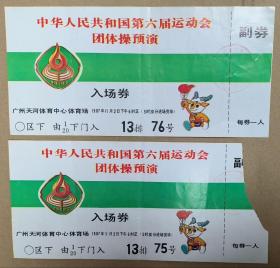 中华人民共和国第六届运动会
团体操预演
副券
入场券
广州天河体育中心体育场
○区下 由1/20下门入 13排 76号
每券一人
中华人民共和国第六届运动会
团体操预演
副
入场券
广州天河体育中心体育场
○区下 由1/20下门入 13排 75号
每券一人